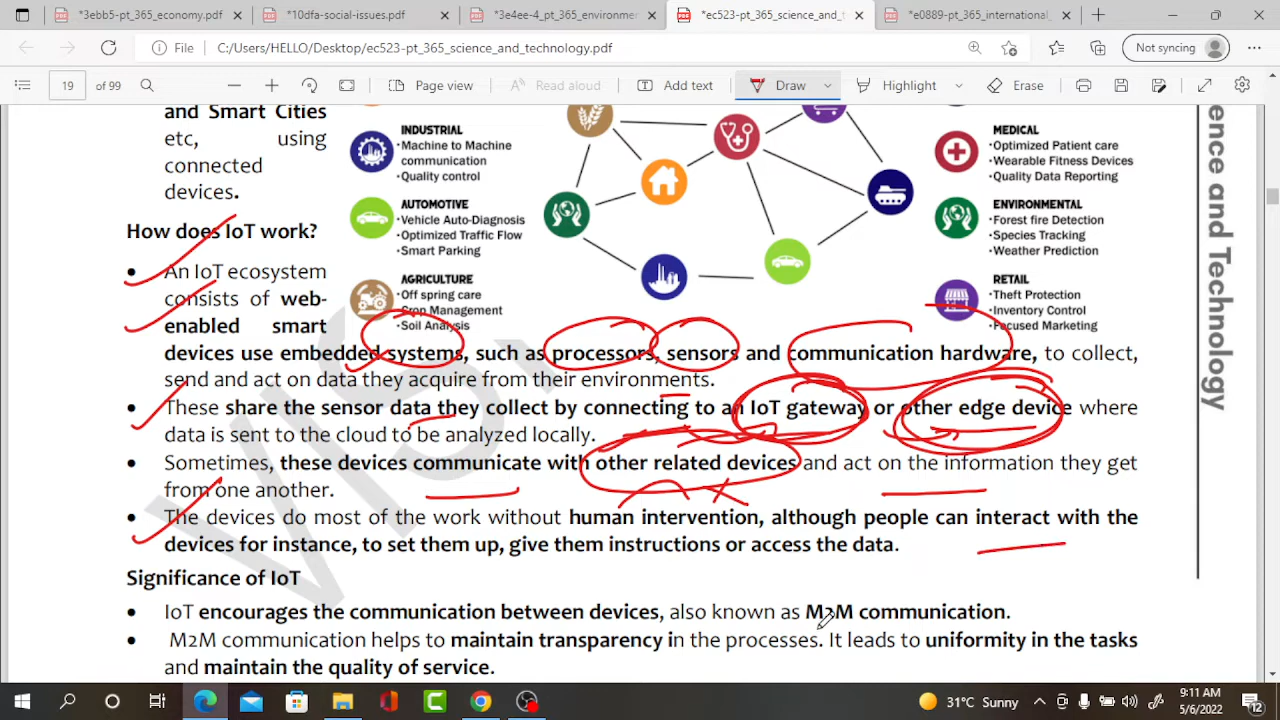 *3ebb5-pt_365_economy.pdf
*10dfa-social-issues.pdf
*3e4ee-4_pt_365_environmen
*ec523-pt_365_science_and_t
*e0889-pt_365_international_
File
C:/Users/HELLO/Desktop/ec523-pt_365_science_and_technology.pdf
Not syncing
19 of 99
Page view
Read aloud
Add text
Draw
Highlight
Erase
and Smart Cities
etc, using
connected
devices.
INDUSTRIAL
·Machine to Machine
communication
·Quality control
AUTOMOTIVE
·Vehicle Auto-Diagnosis
·Optimized Traffic Flow
·Smart Parking
AGRICULTURE
·Off spring care
·Crop Management
·Soil Analysis
MEDICAL
·Optimized Patient care
·Wearable Fitness Devices
·Quality Data Reporting
ENVIRONMENTAL
·Forest fire Detection
·Species Tracking
·Weather Prediction
RETAIL
·Theft Protection
·Inventory Control
·Focused Marketing
How does IoT work?
• An IoT ecosystem
consists of web-
enabled smart
devices use embedded systems, such as processors, sensors and communication hardware, to collect,
send and act on data they acquire from their environments.
• These share the sensor data they collect by connecting to an IoT gateway or other edge device where
data is sent to the cloud to be analyzed locally.
• Sometimes, these devices communicate with other related devices and act on the information they get
from one another.
• The devices do most of the work without human intervention, although people can interact with the
devices for instance, to set them up, give them instructions or access the data.
Significance of IoT
• IoT encourages the communication between devices, also known as M2M communication.
• M2M communication helps to maintain transparency in the processes. It leads to uniformity in the tasks
and maintain the quality of service.
ence and Technology
31°C Sunny
9:11 AM
5/6/2022
12